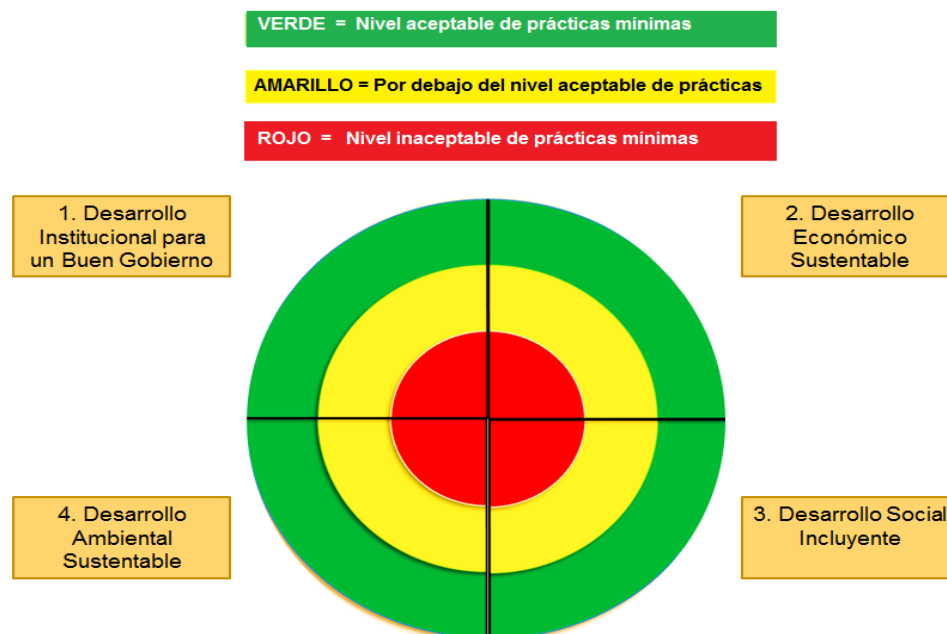 VERDE = Nivel aceptable de prácticas mínimas
AMARILLO = Por debajo del nivel aceptable de prácticas
ROJO = Nivel inaceptable de prácticas mínimas
1. Desarrollo
Institucional para
un Buen Gobierno
2. Desarrollo
Económico
Sustentable
4. Desarrollo
Ambiental
Sustentable
3. Desarrollo Social
Incluyente